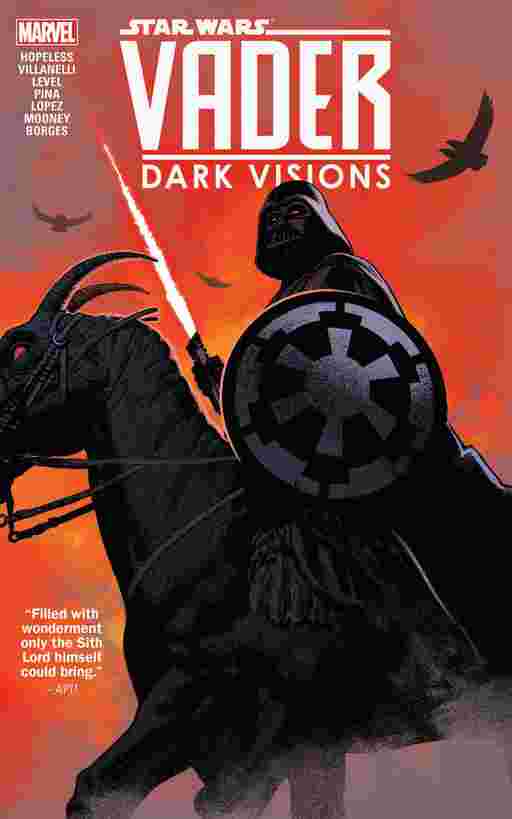 MARVEL
HOPELESS
VILLANELLI
LEVEL
PINA
LOPEZ
MOONEY
BORGES
STAR WARS
VADER
DARK VISIONS
“Filled with
wonderment
only the Sith
Lord himself
could bring.”
- AIPT